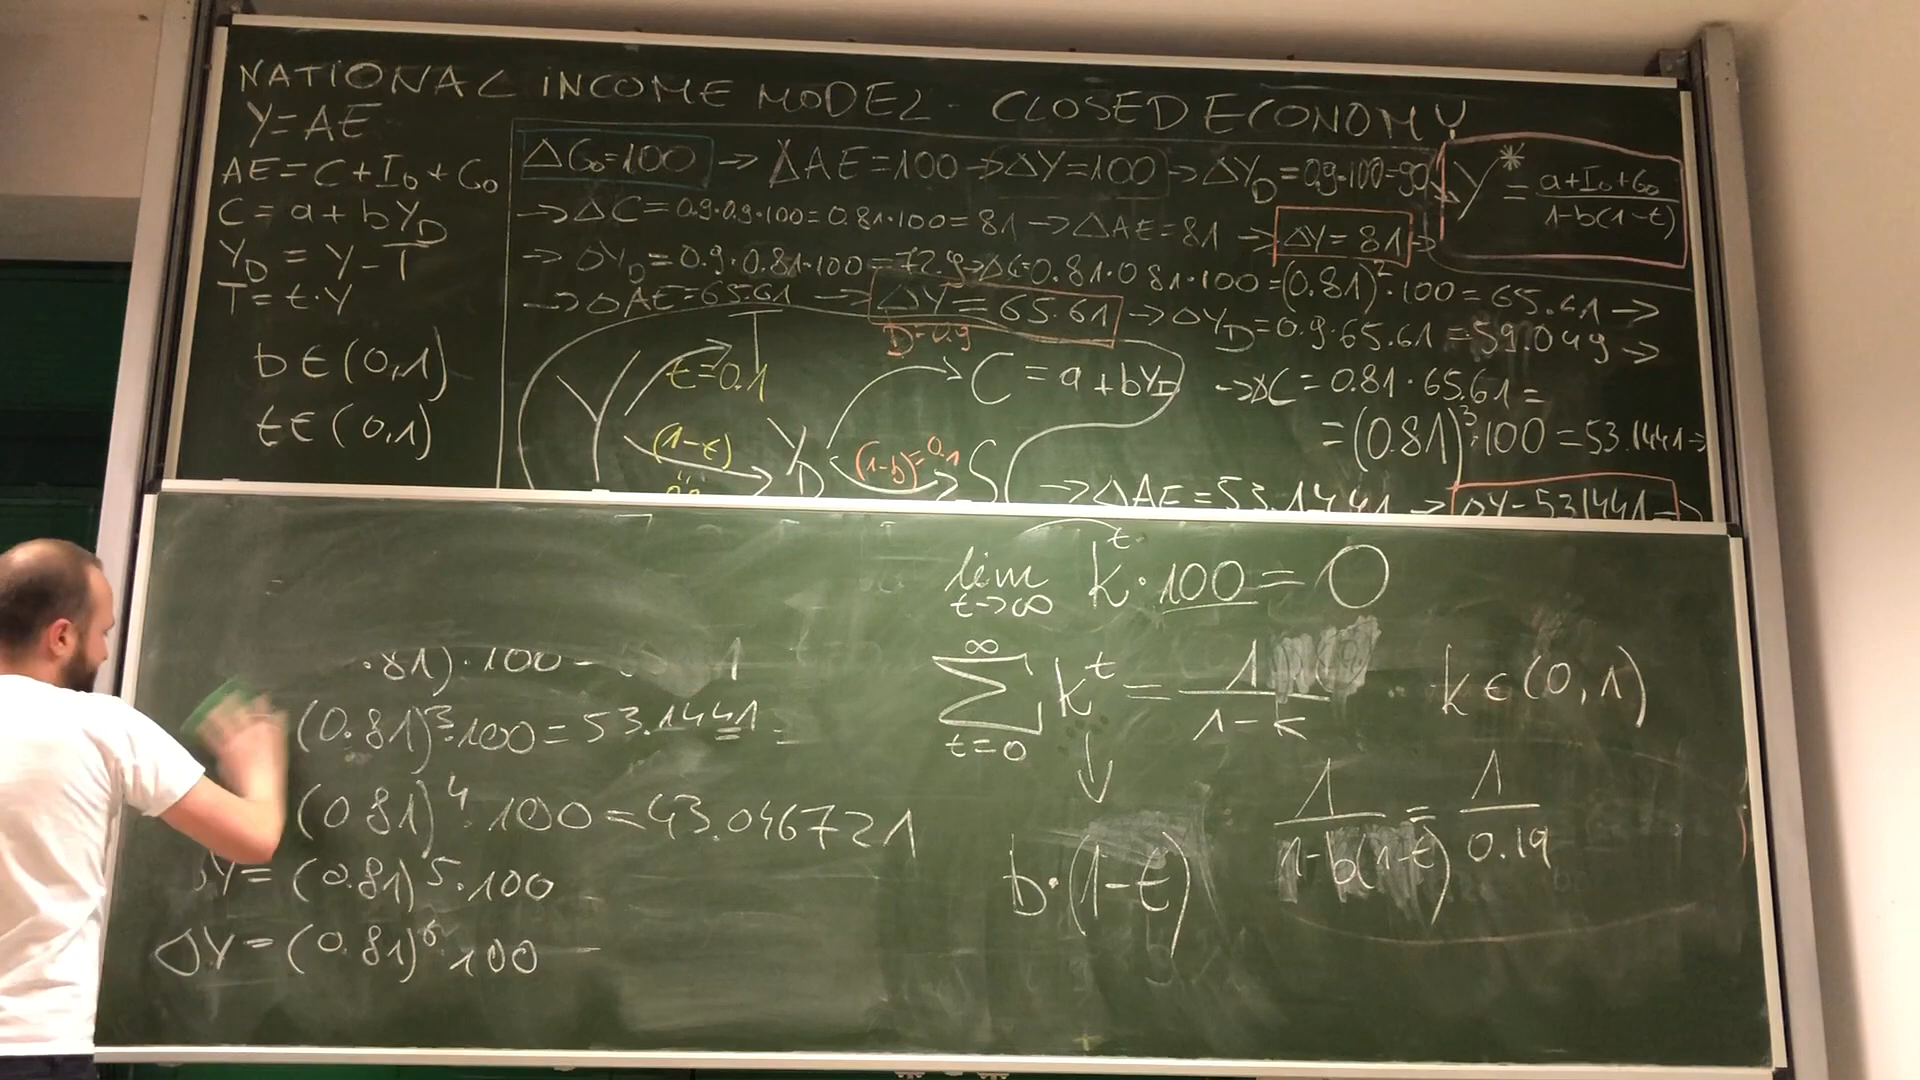 NATIONAL INCOME MODEL - CLOSED ECONOMY
Y=AE
AE=C+I₀+G₀
C=a+bY_D
Y_D=Y-T
T=t·Y
b∈(0,1)
t∈(0,1)
ΔG₀=100 → ΔAE=100 → ΔY=100 → ΔY_D=0.9·100=90
→ ΔC=0.9·0.9·100=0.81·100=81 → ΔAE=81 → ΔY=81 →
→ ΔY_D=0.9·0.81·100=72.9 → ΔC=0.81·0.81·100=(0.81)²·100=65.61 →
→ ΔAE=65.61 → ΔY=65.61 → ΔY_D=0.9·65.61=59.049 →
→ ΔC=0.81·65.61=
=(0.81)³·100=53.1441 →
→ ΔAE=53.1441 → ΔY=53.1441 →
Y*=(a+I₀+G₀)/(1-b(1-t))
Y
T
t=0.1
(1-t)
Y_D
b=0.9
C=a+bY_D
(1-b)=0.1
S
.81)·100
(0.81)³·100=53.1441
(0.81)⁴·100=43.046721
Y=(0.81)⁵·100
ΔY=(0.81)⁶·100
lim t→∞ k^t·100=0
∑ t=0 ∞ k^t=1/(1-k) k∈(0,1)
↓
b·(1-t)
1/(1-b(1-t))=1/0.19